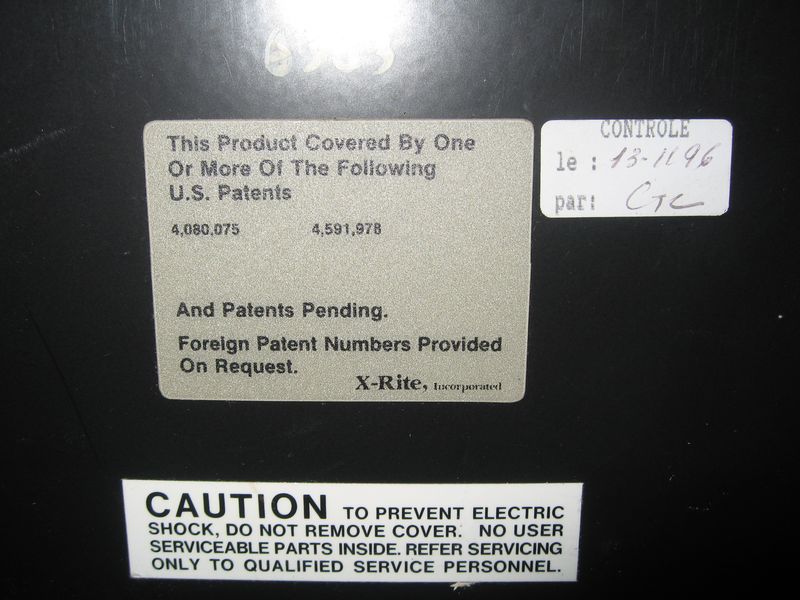 This Product Covered By One
Or More Of The Following
U.S. Patents
4,080,075 4,591,978
And Patents Pending.
Foreign Patent Numbers Provided
On Request.
X-Rite, Incorporated
CONTROLE
le : 13-11 96
par: CTC
CAUTION TO PREVENT ELECTRIC
SHOCK, DO NOT REMOVE COVER. NO USER
SERVICEABLE PARTS INSIDE. REFER SERVICING
ONLY TO QUALIFIED SERVICE PERSONNEL.